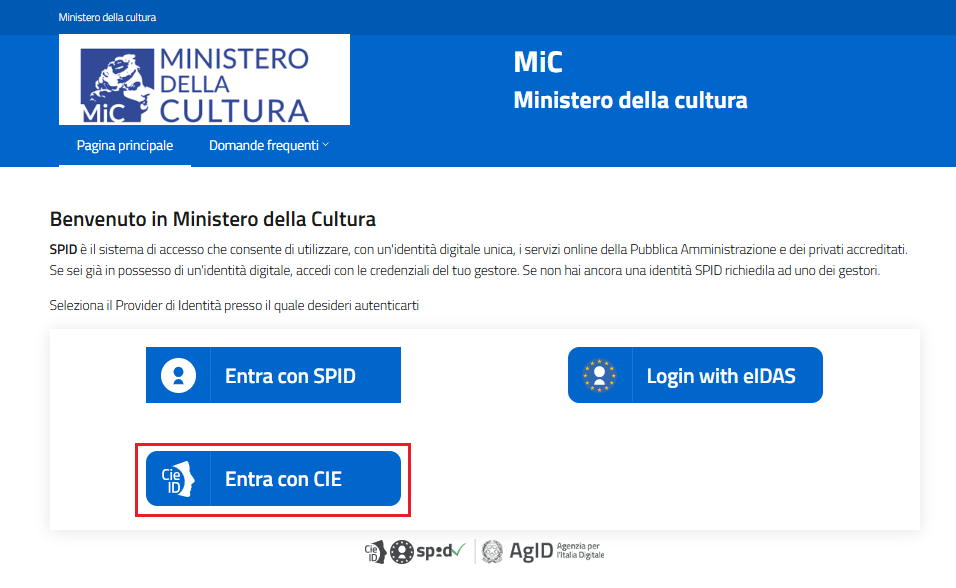 Ministero della cultura
MINISTERO
DELLA
CULTURA
MiC
MiC
Ministero della cultura
Pagina principale
Domande frequenti
Benvenuto in Ministero della Cultura
SPID è il sistema di accesso che consente di utilizzare, con un'identità digitale unica, i servizi online della Pubblica Amministrazione e dei privati accreditati.
Se sei già in possesso di un'identità digitale, accedi con le credenziali del tuo gestore. Se non hai ancora una identità SPID richiedila ad uno dei gestori.
Seleziona il Provider di Identità presso il quale desideri autenticarti
Entra con SPID
Login with eIDAS
Cie
ID
Entra con CIE
Cie
ID
spid
AgID
Agenzia per
l'Italia Digitale